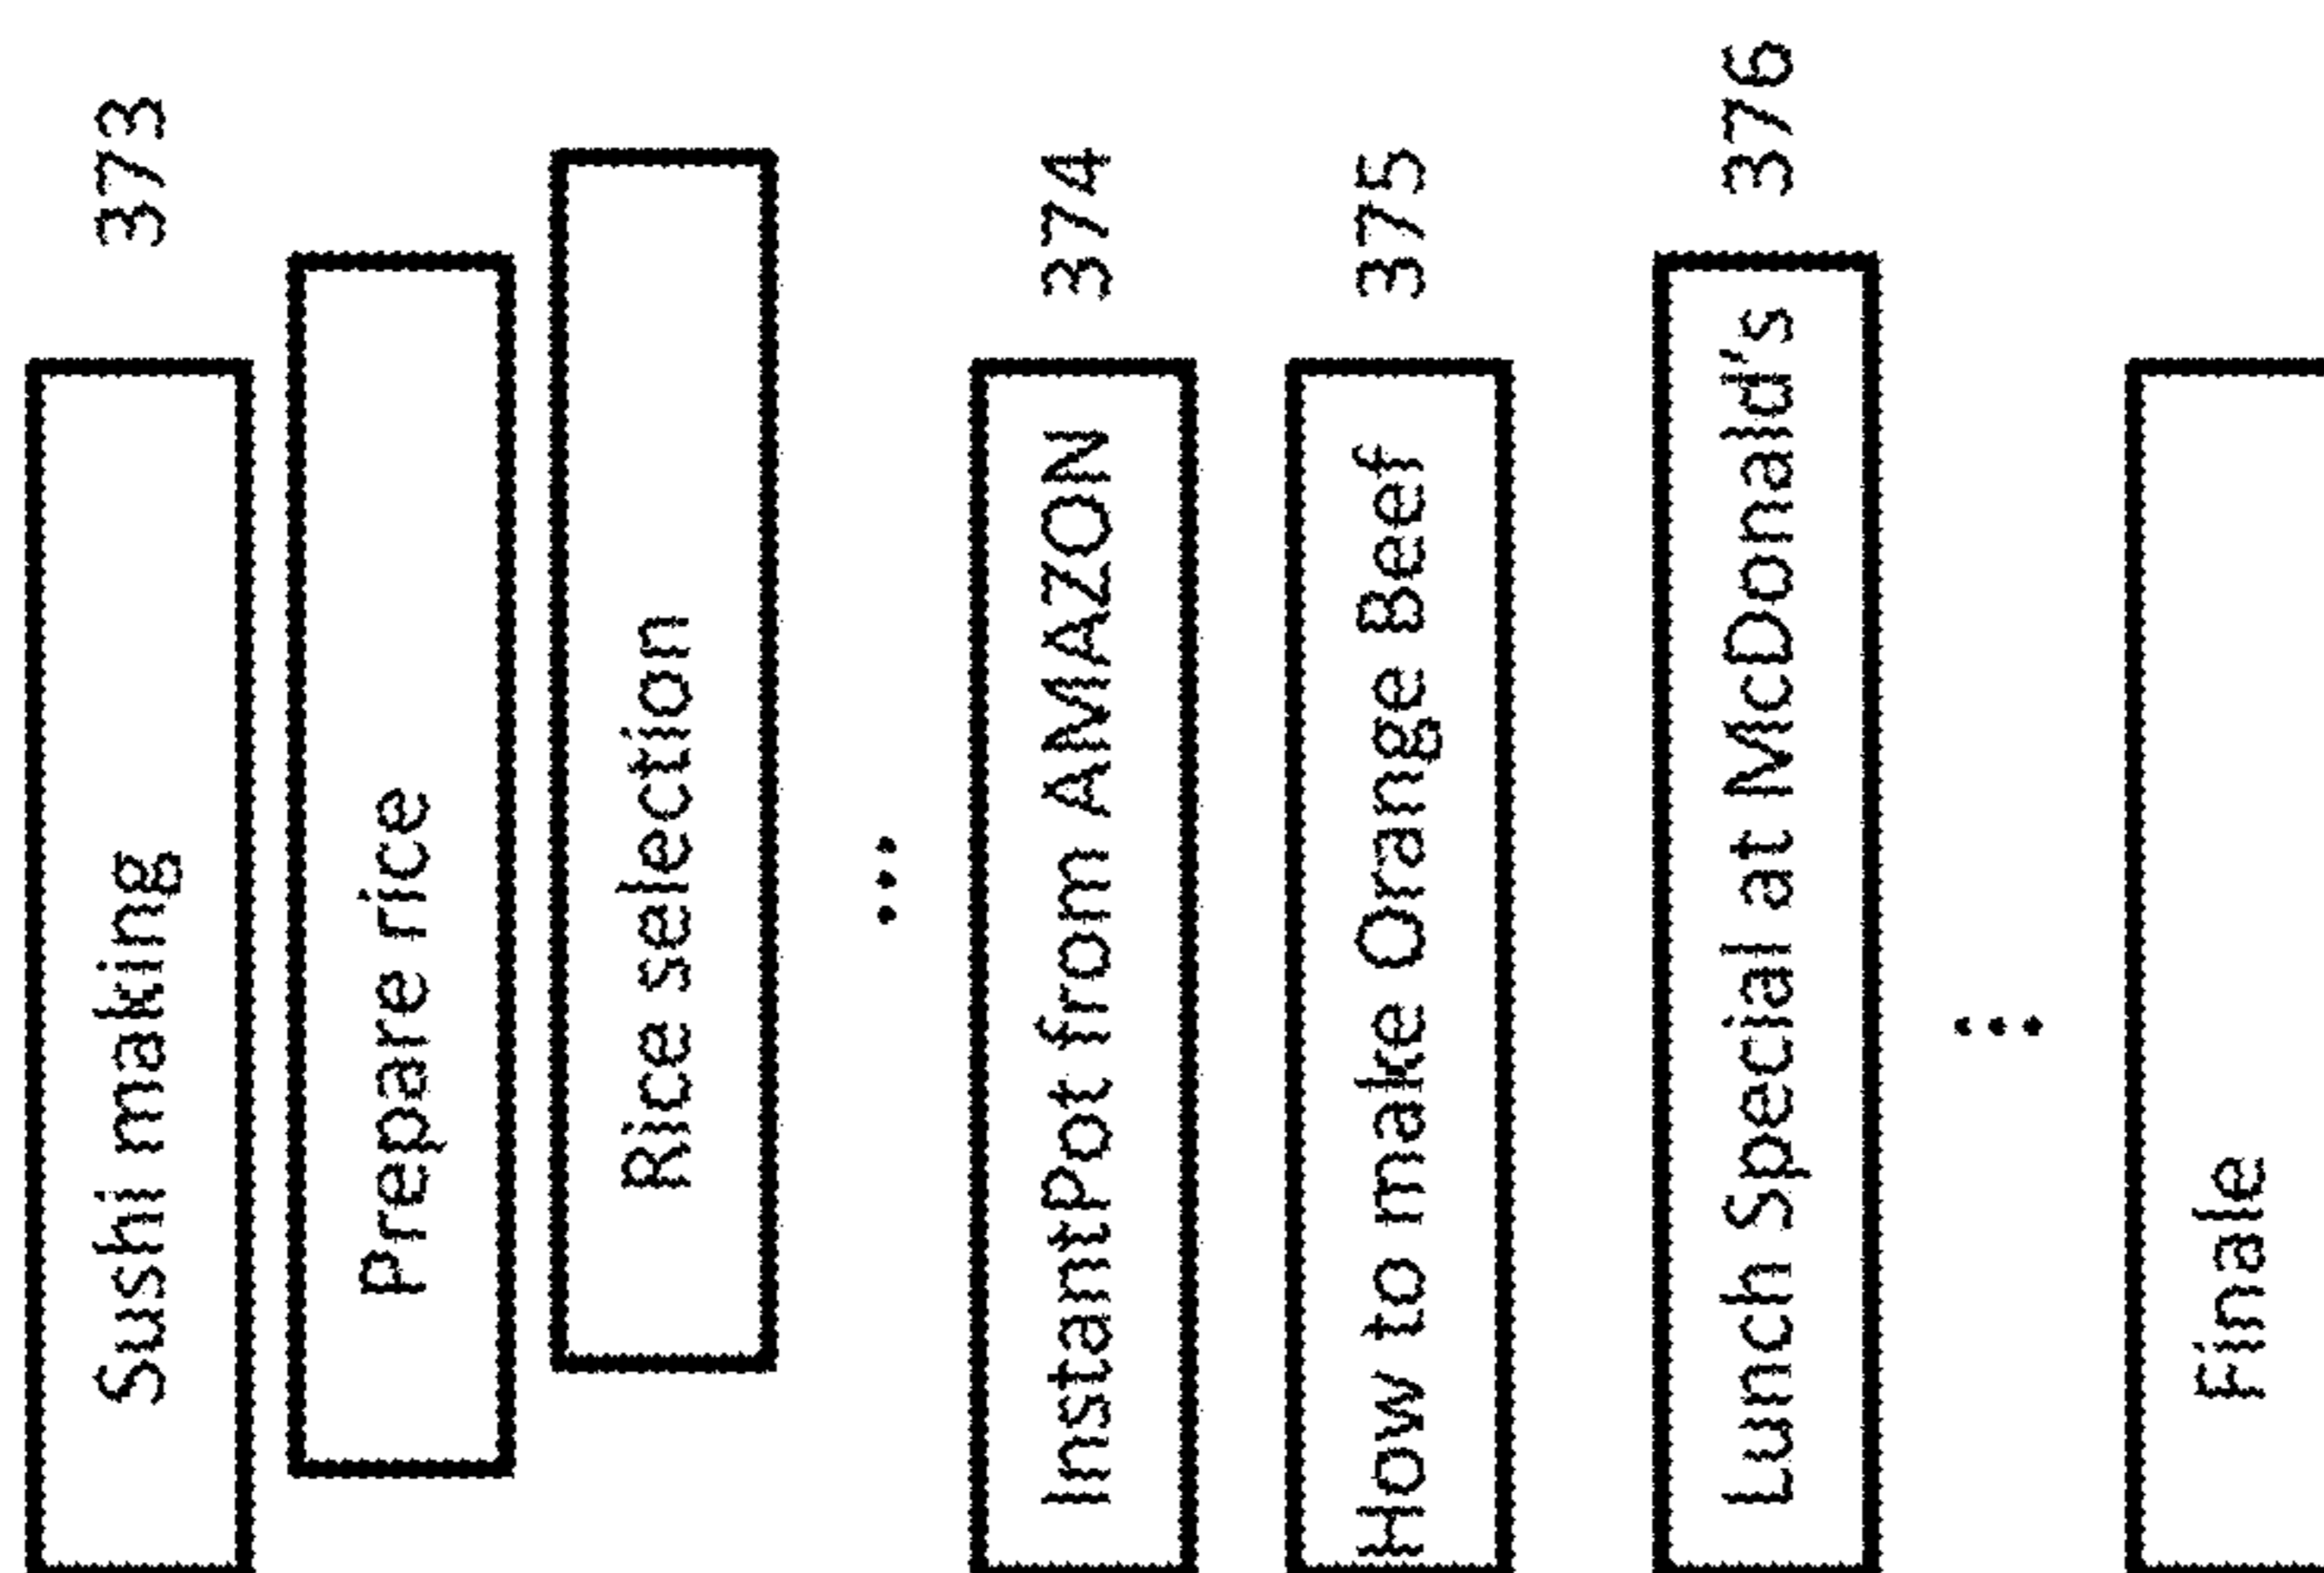 Sushi making 373
Prepare rice
Rice selection
...
InstantPot from AMAZON 374
How to make Orange Beef 375
Lunch Special at McDonald's 376
...
Finale